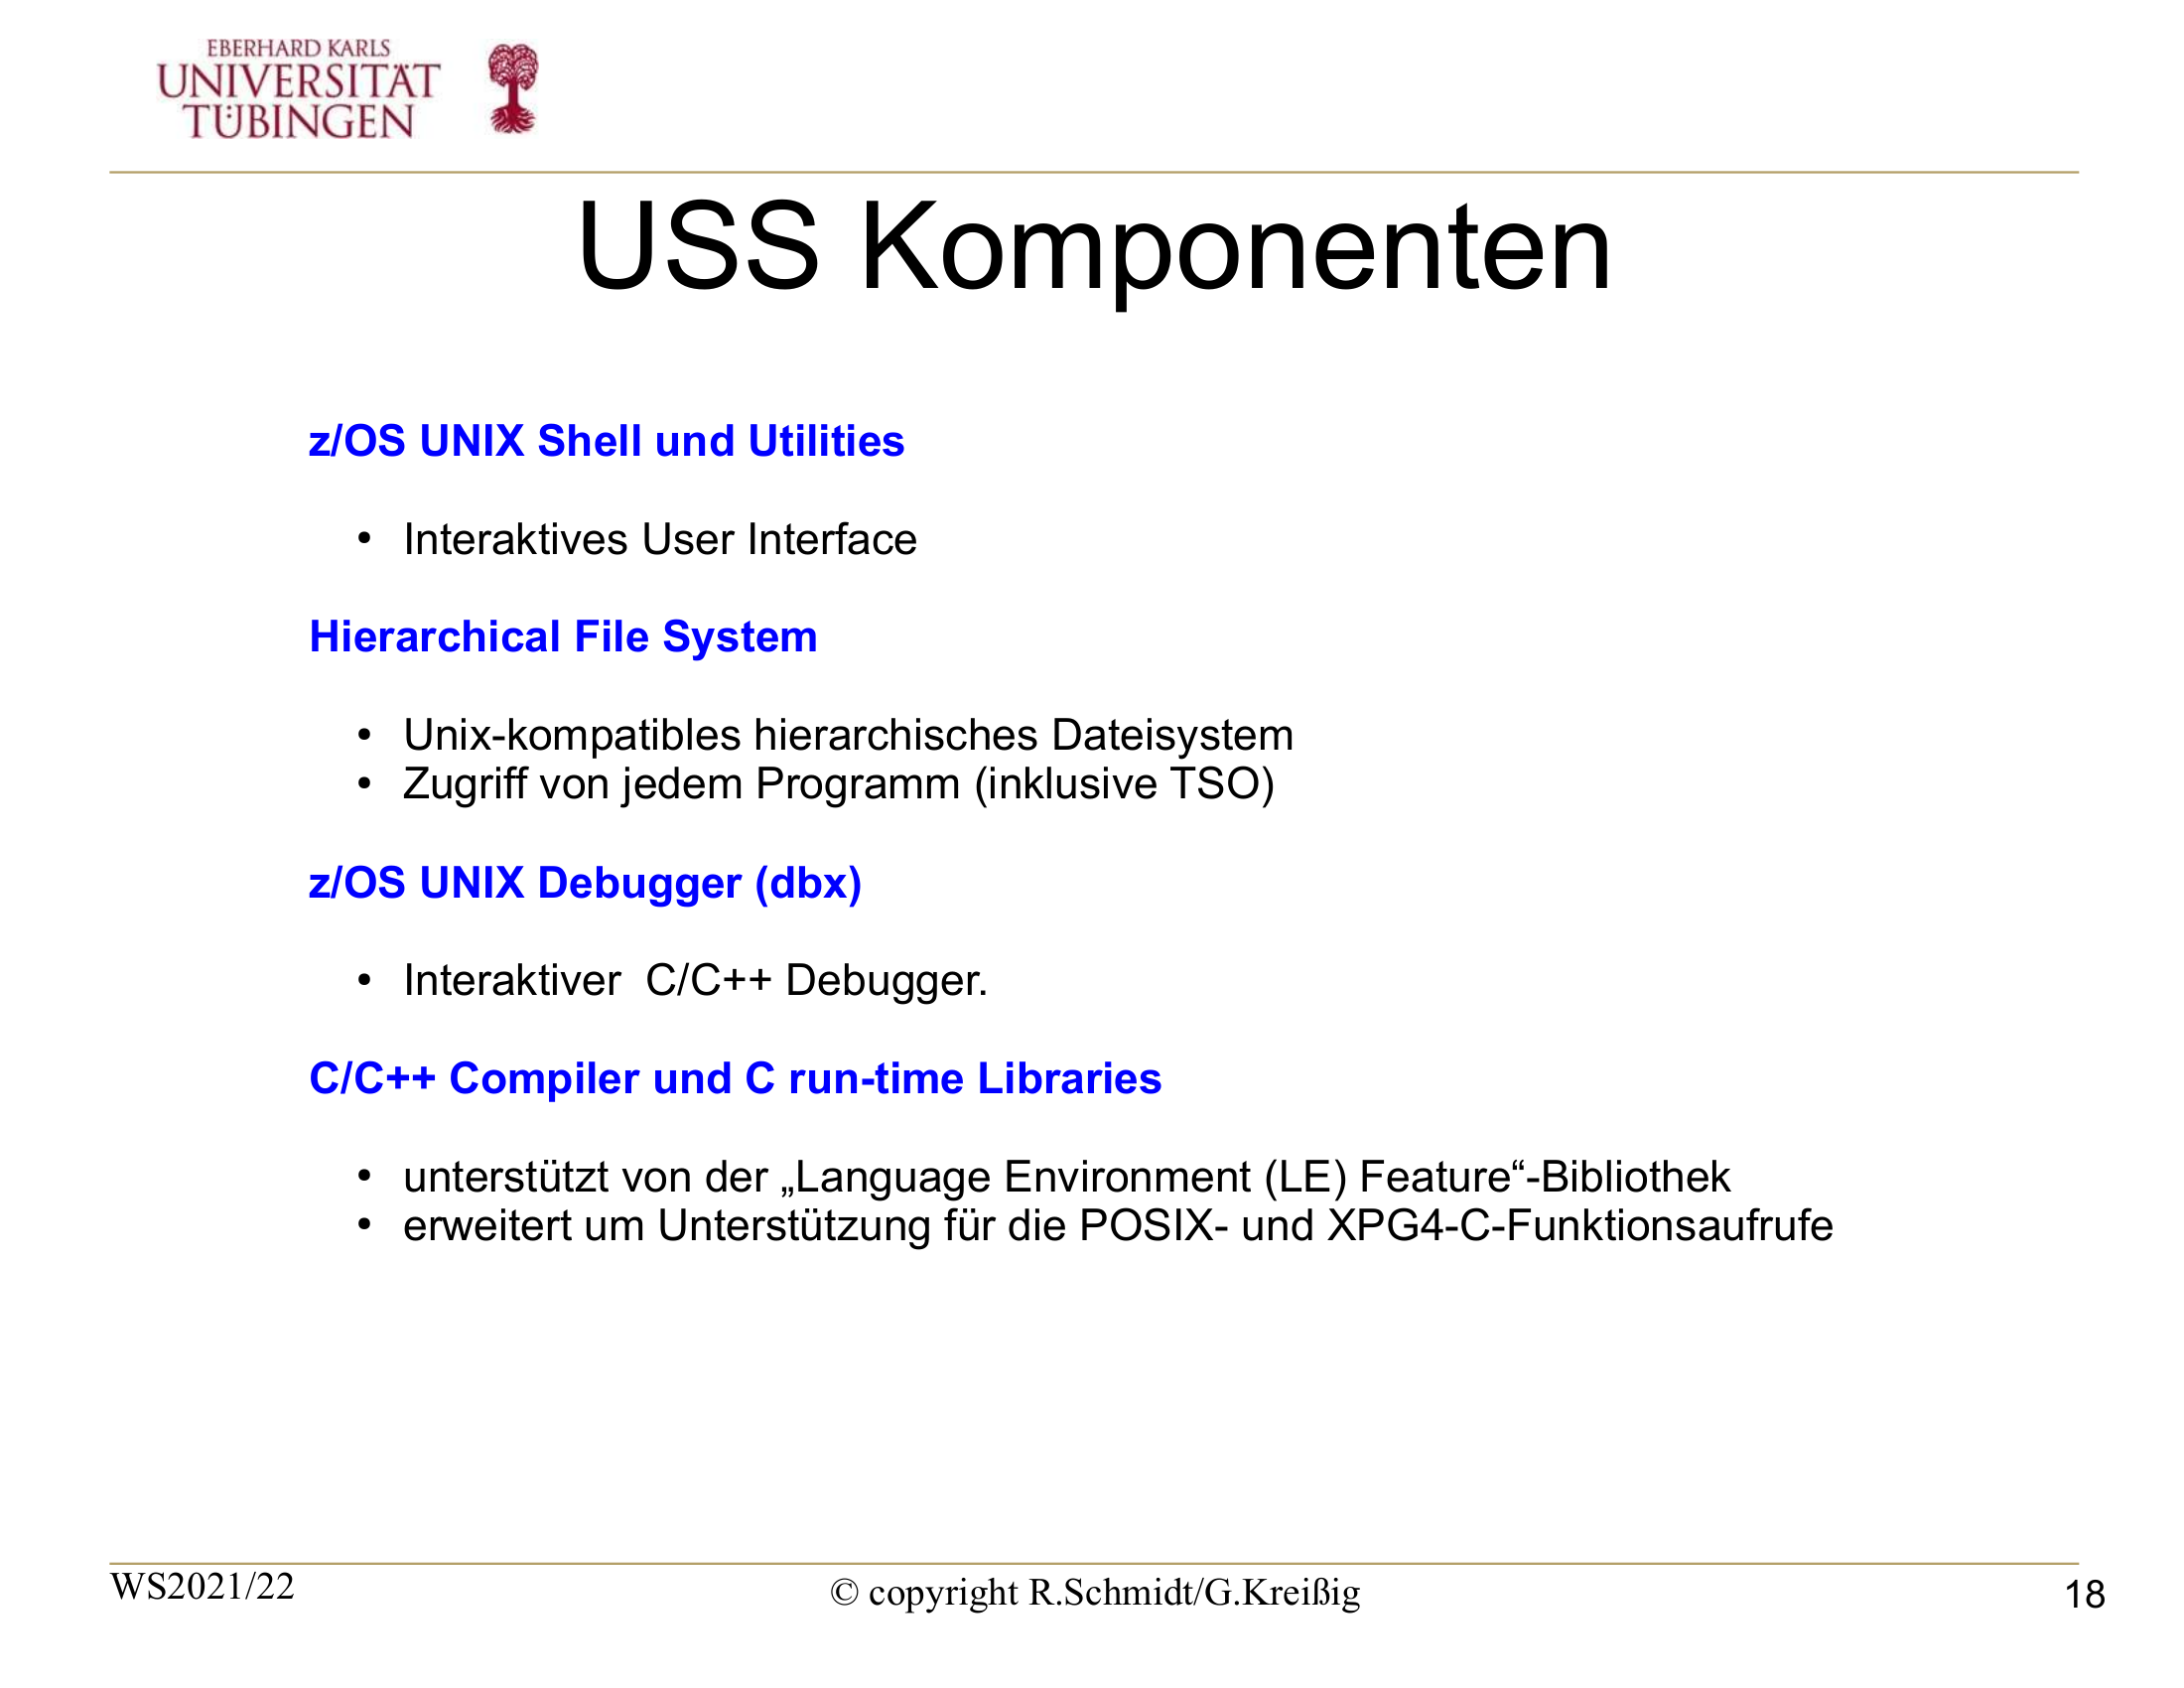 EBERHARD KARLS
UNIVERSITÄT
TÜBINGEN
USS Komponenten
z/OS UNIX Shell und Utilities
• Interaktives User Interface
Hierarchical File System
• Unix-kompatibles hierarchisches Dateisystem
• Zugriff von jedem Programm (inklusive TSO)
z/OS UNIX Debugger (dbx)
• Interaktiver  C/C++ Debugger.
C/C++ Compiler und C run-time Libraries
• unterstützt von der „Language Environment (LE) Feature“-Bibliothek
• erweitert um Unterstützung für die POSIX- und XPG4-C-Funktionsaufrufe
WS2021/22
© copyright R.Schmidt/G.Kreißig
18